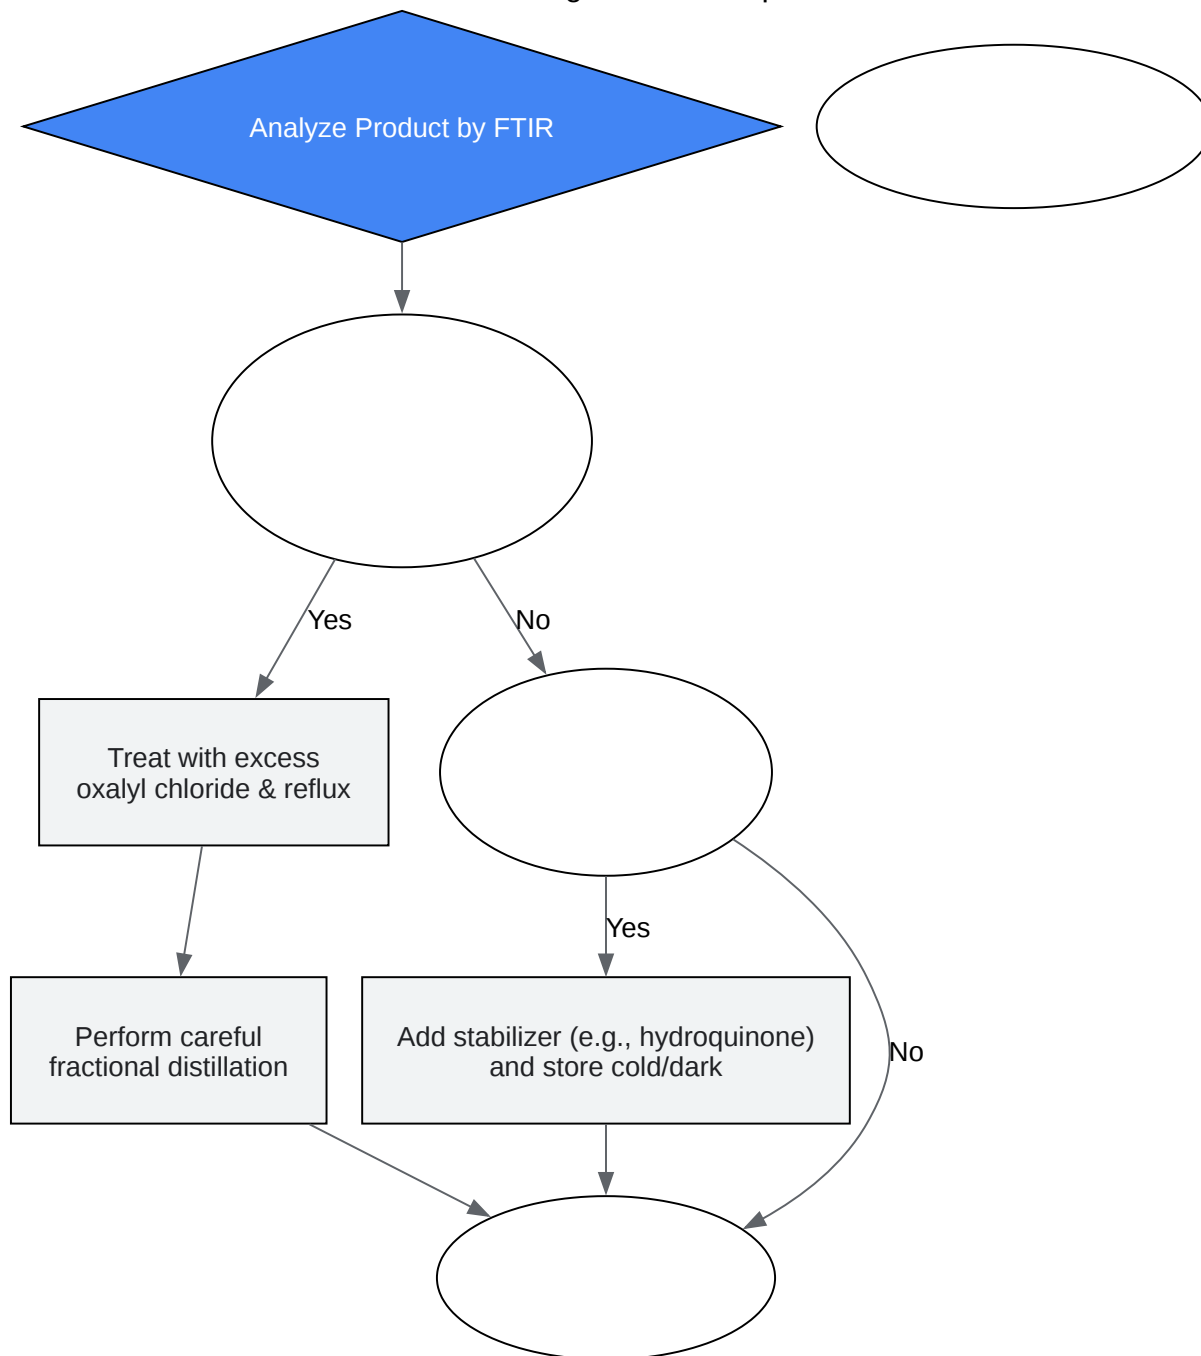 Analyze Product by FTIR
Yes
No
Treat with excess
oxalyl chloride & reflux
Yes
Perform careful
fractional distillation
Add stabilizer (e.g., hydroquinone)
and store cold/dark
No